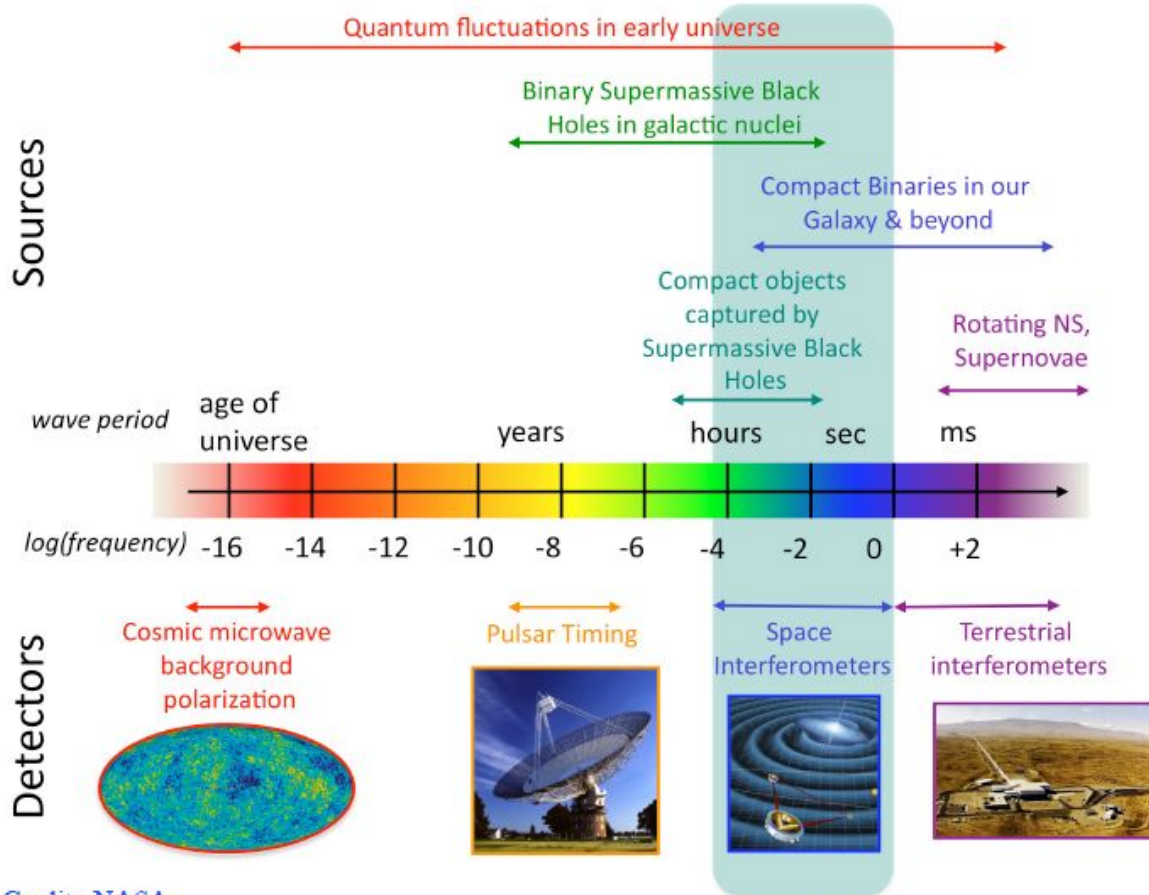 Quantum fluctuations in early universe
Binary Supermassive Black
Holes in galactic nuclei
Compact Binaries in our
Galaxy & beyond
Compact objects
captured by
Supermassive Black
Holes
Rotating NS,
Supernovae
Sources
wave period
age of
universe
years
hours
sec
ms
log(frequency)
-16
-14
-12
-10
-8
-6
-4
-2
0
+2
Detectors
Cosmic microwave
background
polarization
Pulsar Timing
Space
Interferometers
Terrestrial
interferometers